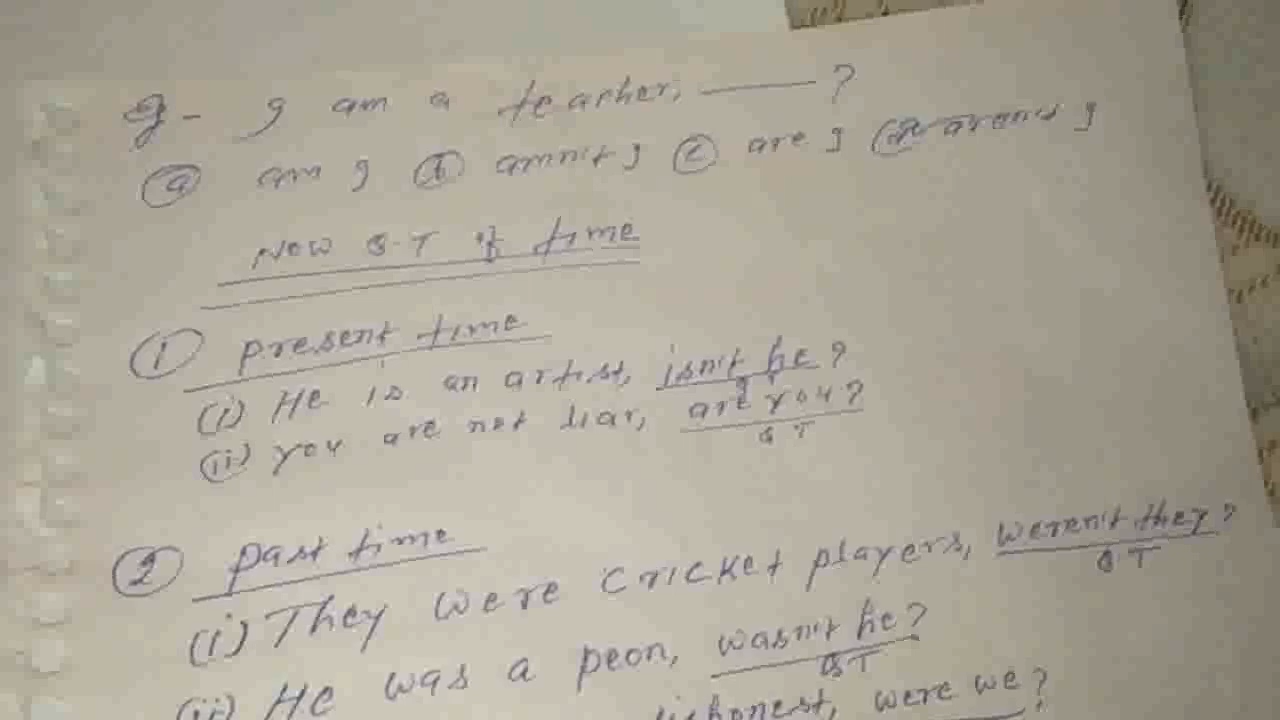 I am a teacher, ——— ?
(a) am I (b) amn't I (c) are I (d) aren't I
Now Q.T of time
(1) present time
(i) He is an artist, isn't he?
(ii) you are not liar, are you?
Q T
(2) past time
(i) They were cricket players, weren't they?
Q T
(ii) He was a peon, wasn't he?
QT
were we?